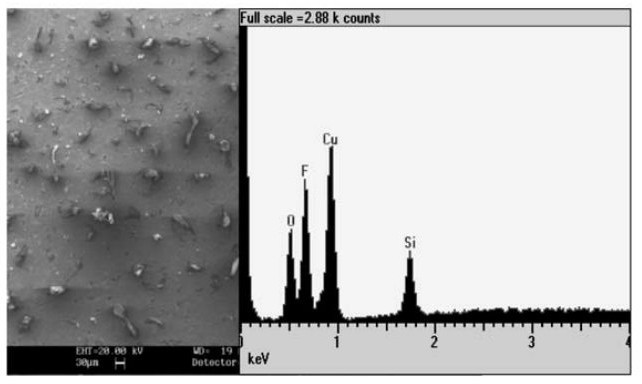 Full scale =2.88 k counts
Cu
F
O
Si
1
2
3
4
keV
EHT=20.00 kV
WD= 19
30µm
Detector